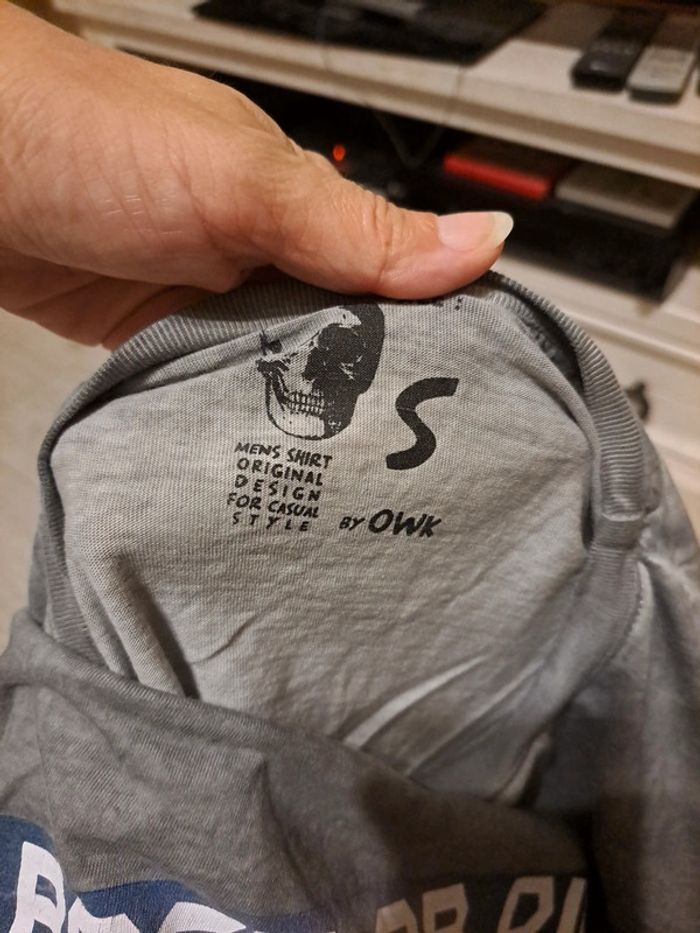 S
MENS SHIRT
ORIGINAL
DESIGN
FOR CASUAL
STYLE
BY OWK